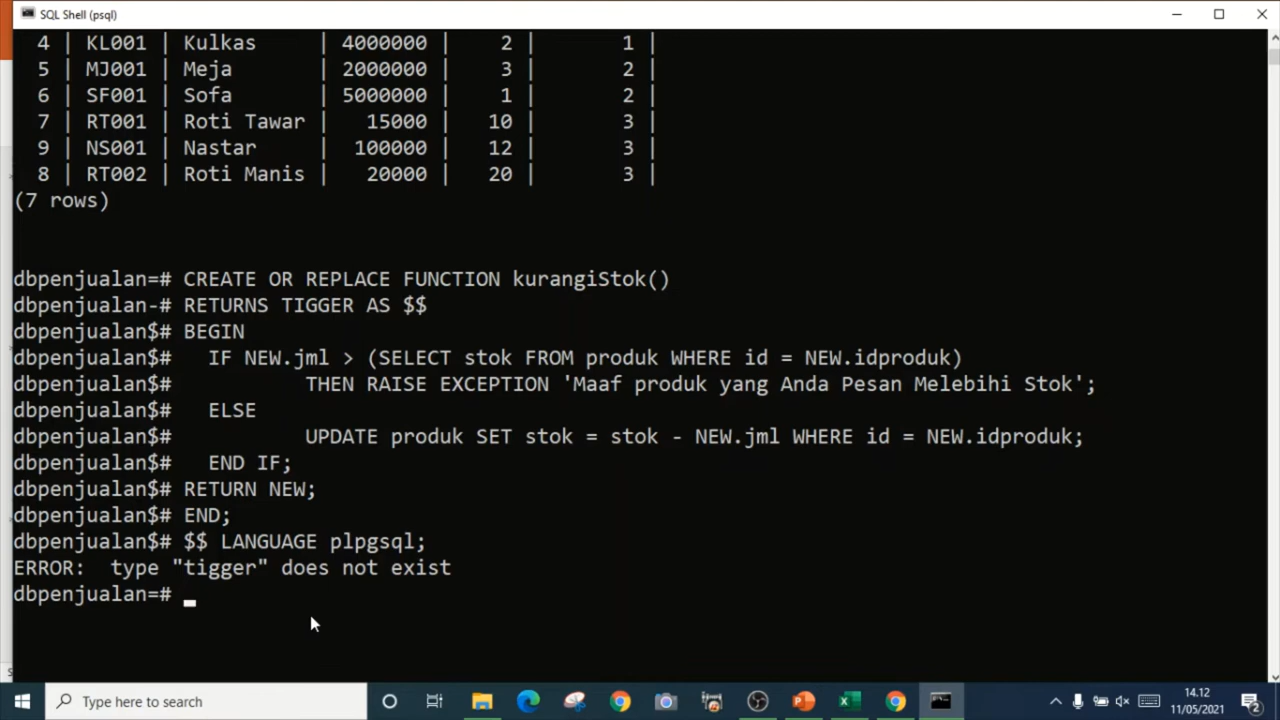 SQL Shell (psql)
4 | KL001 | Kulkas | 4000000 | 2 | 1 |
5 | MJ001 | Meja | 2000000 | 3 | 2 |
6 | SF001 | Sofa | 5000000 | 1 | 2 |
7 | RT001 | Roti Tawar | 15000 | 10 | 3 |
9 | NS001 | Nastar | 100000 | 12 | 3 |
8 | RT002 | Roti Manis | 20000 | 20 | 3 |
(7 rows)
dbpenjualan=# CREATE OR REPLACE FUNCTION kurangiStok()
dbpenjualan-# RETURNS TIGGER AS $$
dbpenjualan$# BEGIN
dbpenjualan$# IF NEW.jml > (SELECT stok FROM produk WHERE id = NEW.idproduk)
dbpenjualan$# THEN RAISE EXCEPTION 'Maaf produk yang Anda Pesan Melebihi Stok';
dbpenjualan$# ELSE
dbpenjualan$# UPDATE produk SET stok = stok - NEW.jml WHERE id = NEW.idproduk;
dbpenjualan$# END IF;
dbpenjualan$# RETURN NEW;
dbpenjualan$# END;
dbpenjualan$# $$ LANGUAGE plpgsql;
ERROR: type "tigger" does not exist
dbpenjualan=#
Type here to search
14.12
11/05/2021
2